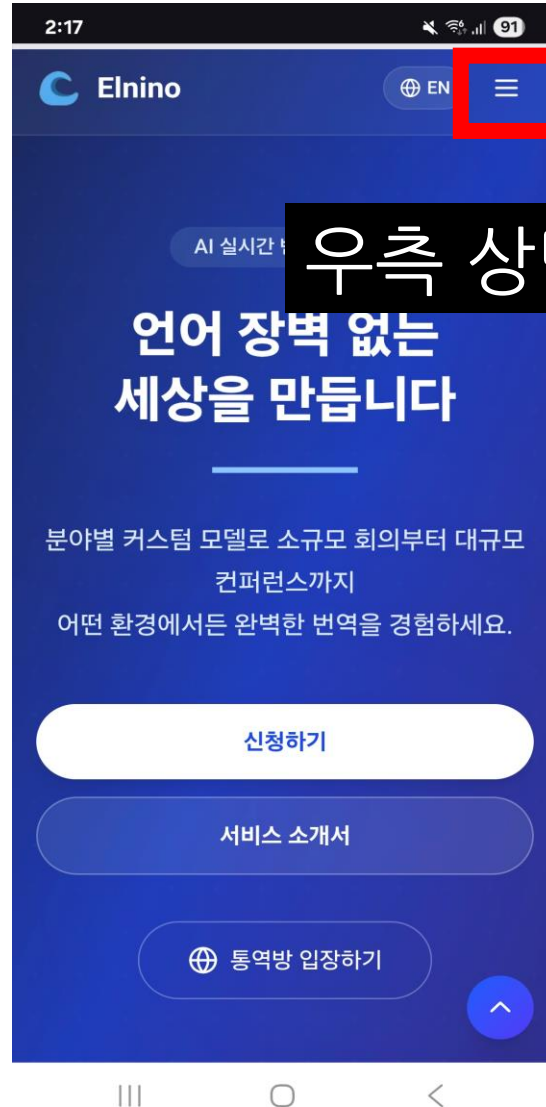 2:17
91
Elnino
EN
AI 실시간
우측 상
언어 장벽 없는
세상을 만듭니다
분야별 커스텀 모델로 소규모 회의부터 대규모
컨퍼런스까지
어떤 환경에서든 완벽한 번역을 경험하세요.
신청하기
서비스 소개서
통역방 입장하기